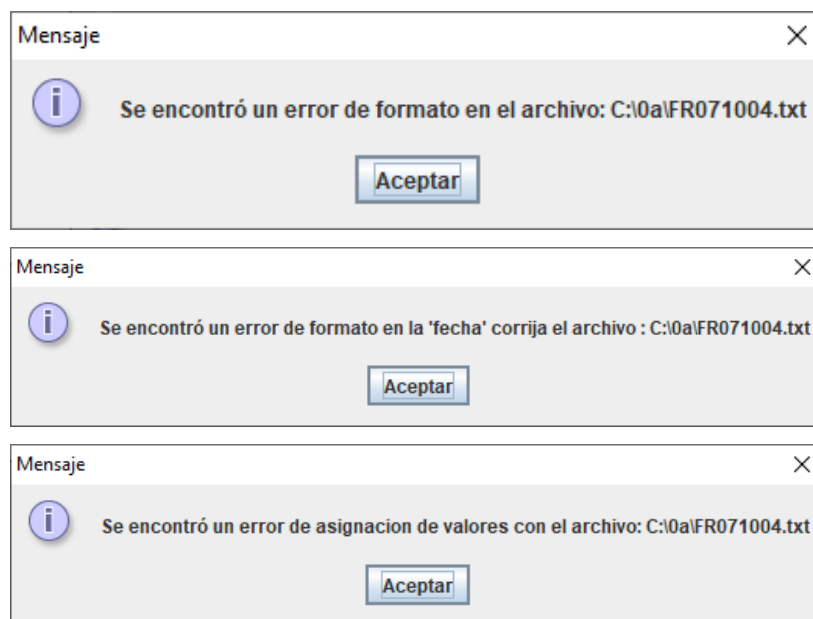 Mensaje
Se encontró un error de formato en el archivo: C:\0a\FR071004.txt
Aceptar
Mensaje
Se encontró un error de formato en la 'fecha' corrija el archivo : C:\0a\FR071004.txt
Aceptar
Mensaje
Se encontró un error de asignacion de valores con el archivo: C:\0a\FR071004.txt
Aceptar